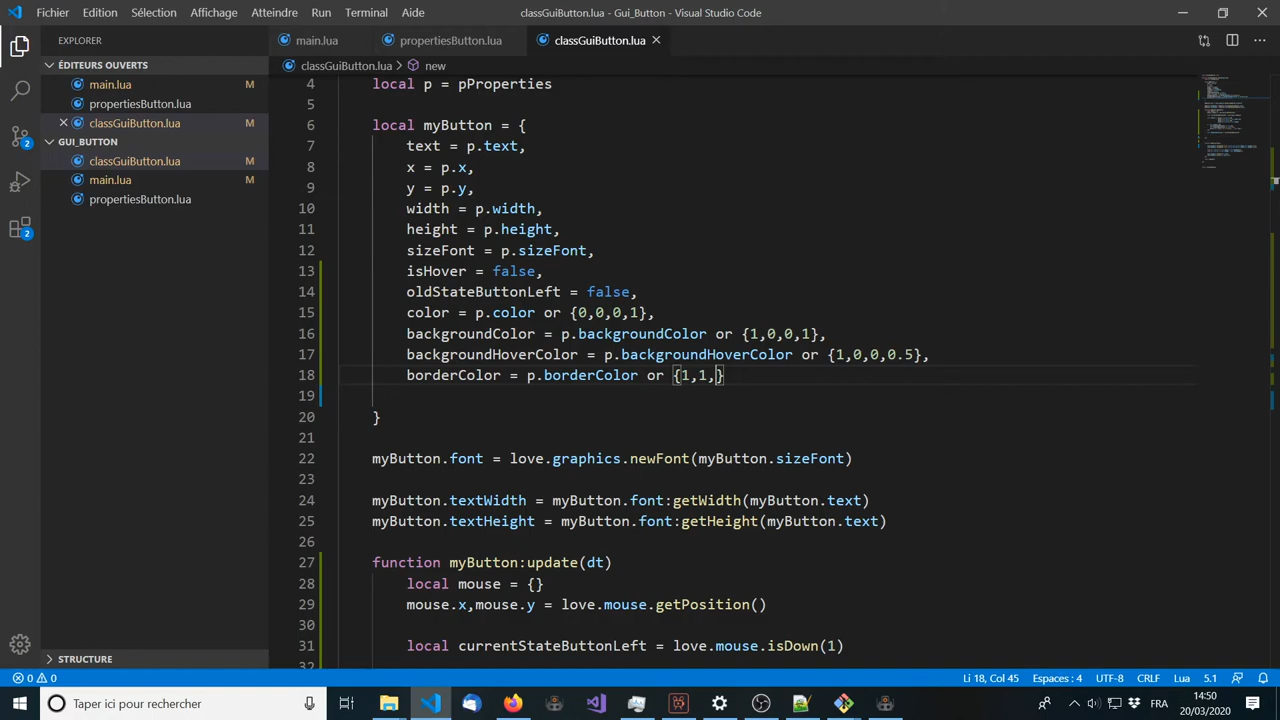 Fichier Edition Sélection Affichage Atteindre Run Terminal Aide classGuiButton.lua - Gui_Button - Visual Studio Code
EXPLORER
ÉDITEURS OUVERTS
main.lua M
propertiesButton.lua
classGuiButton.lua M
GUI_BUTTON
classGuiButton.lua M
main.lua M
propertiesButton.lua
2
2
STRUCTURE
main.lua propertiesButton.lua classGuiButton.lua
classGuiButton.lua new
4 local p = pProperties
5
6 local myButton = {
7 text = p.text,
8 x = p.x,
9 y = p.y,
10 width = p.width,
11 height = p.height,
12 sizeFont = p.sizeFont,
13 isHover = false,
14 oldStateButtonLeft = false,
15 color = p.color or {0,0,0,1},
16 backgroundColor = p.backgroundColor or {1,0,0,1},
17 backgroundHoverColor = p.backgroundHoverColor or {1,0,0,0.5},
18 borderColor = p.borderColor or {1,1,}
19
20 }
21
22 myButton.font = love.graphics.newFont(myButton.sizeFont)
23
24 myButton.textWidth = myButton.font:getWidth(myButton.text)
25 myButton.textHeight = myButton.font:getHeight(myButton.text)
26
27 function myButton:update(dt)
28 local mouse = {}
29 mouse.x,mouse.y = love.mouse.getPosition()
30
31 local currentStateButtonLeft = love.mouse.isDown(1)
32
0 0 Li 18, Col 45 Espaces : 4 UTF-8 CRLF Lua 5.1
Taper ici pour rechercher FRA 14:50
20/03/2020